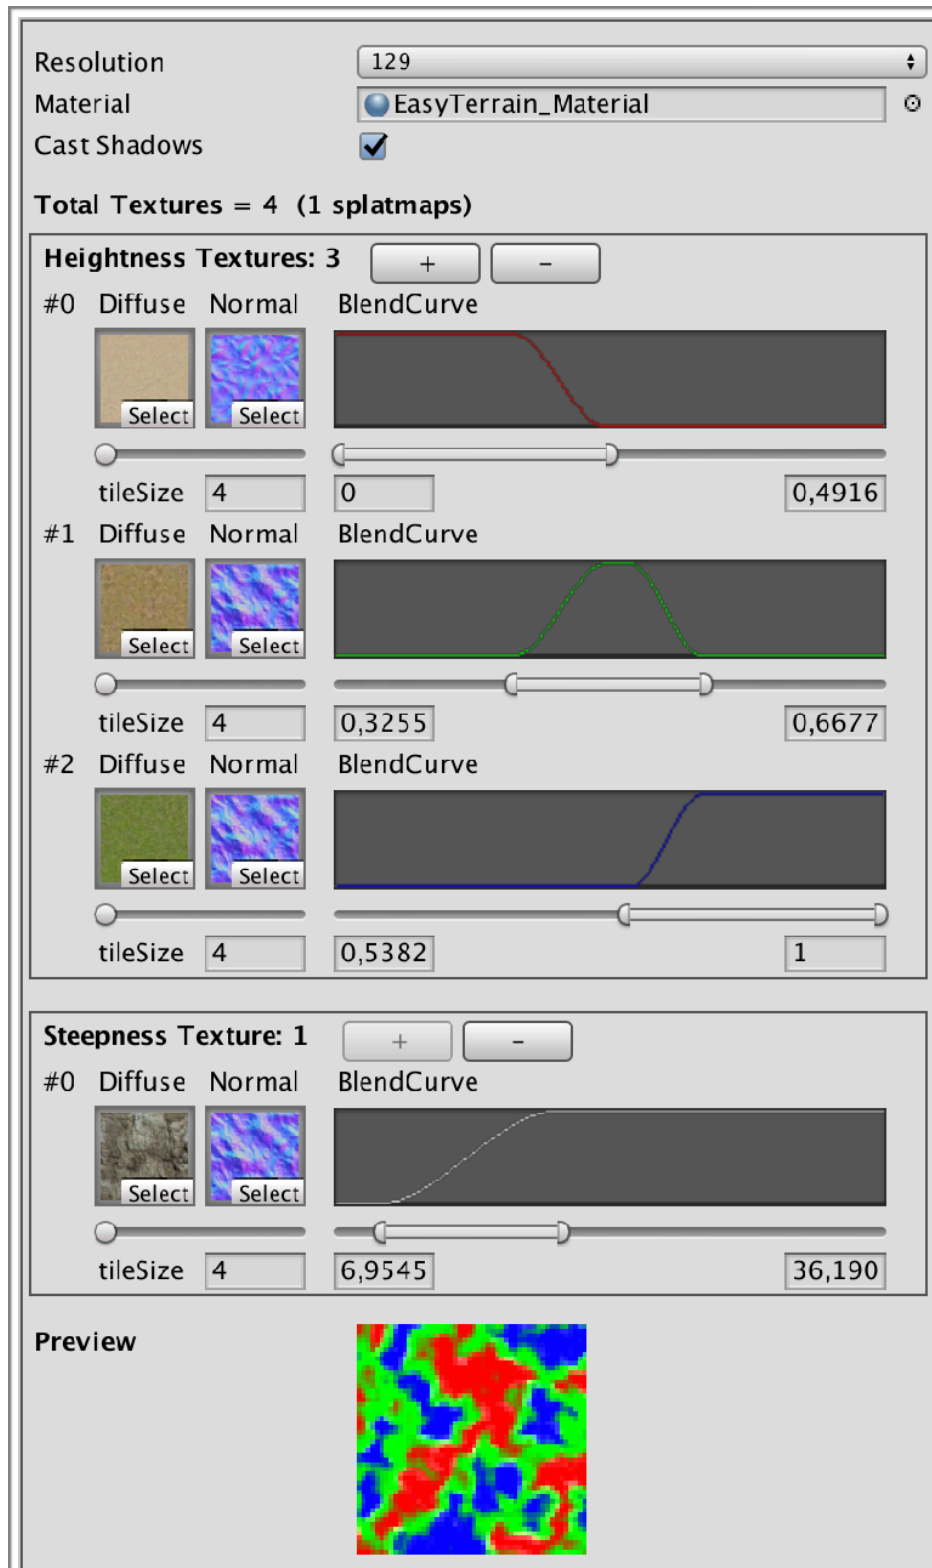 Resolution 129
Material EasyTerrain_Material
Cast Shadows
Total Textures = 4 (1 splatmaps)
Heightness Textures: 3 + -
#0 Diffuse Normal BlendCurve
Select Select
tileSize 4 0 0,4916
#1 Diffuse Normal BlendCurve
Select Select
tileSize 4 0,3255 0,6677
#2 Diffuse Normal BlendCurve
Select Select
tileSize 4 0,5382 1
Steepness Texture: 1 + -
#0 Diffuse Normal BlendCurve
Select Select
tileSize 4 6,9545 36,190
Preview